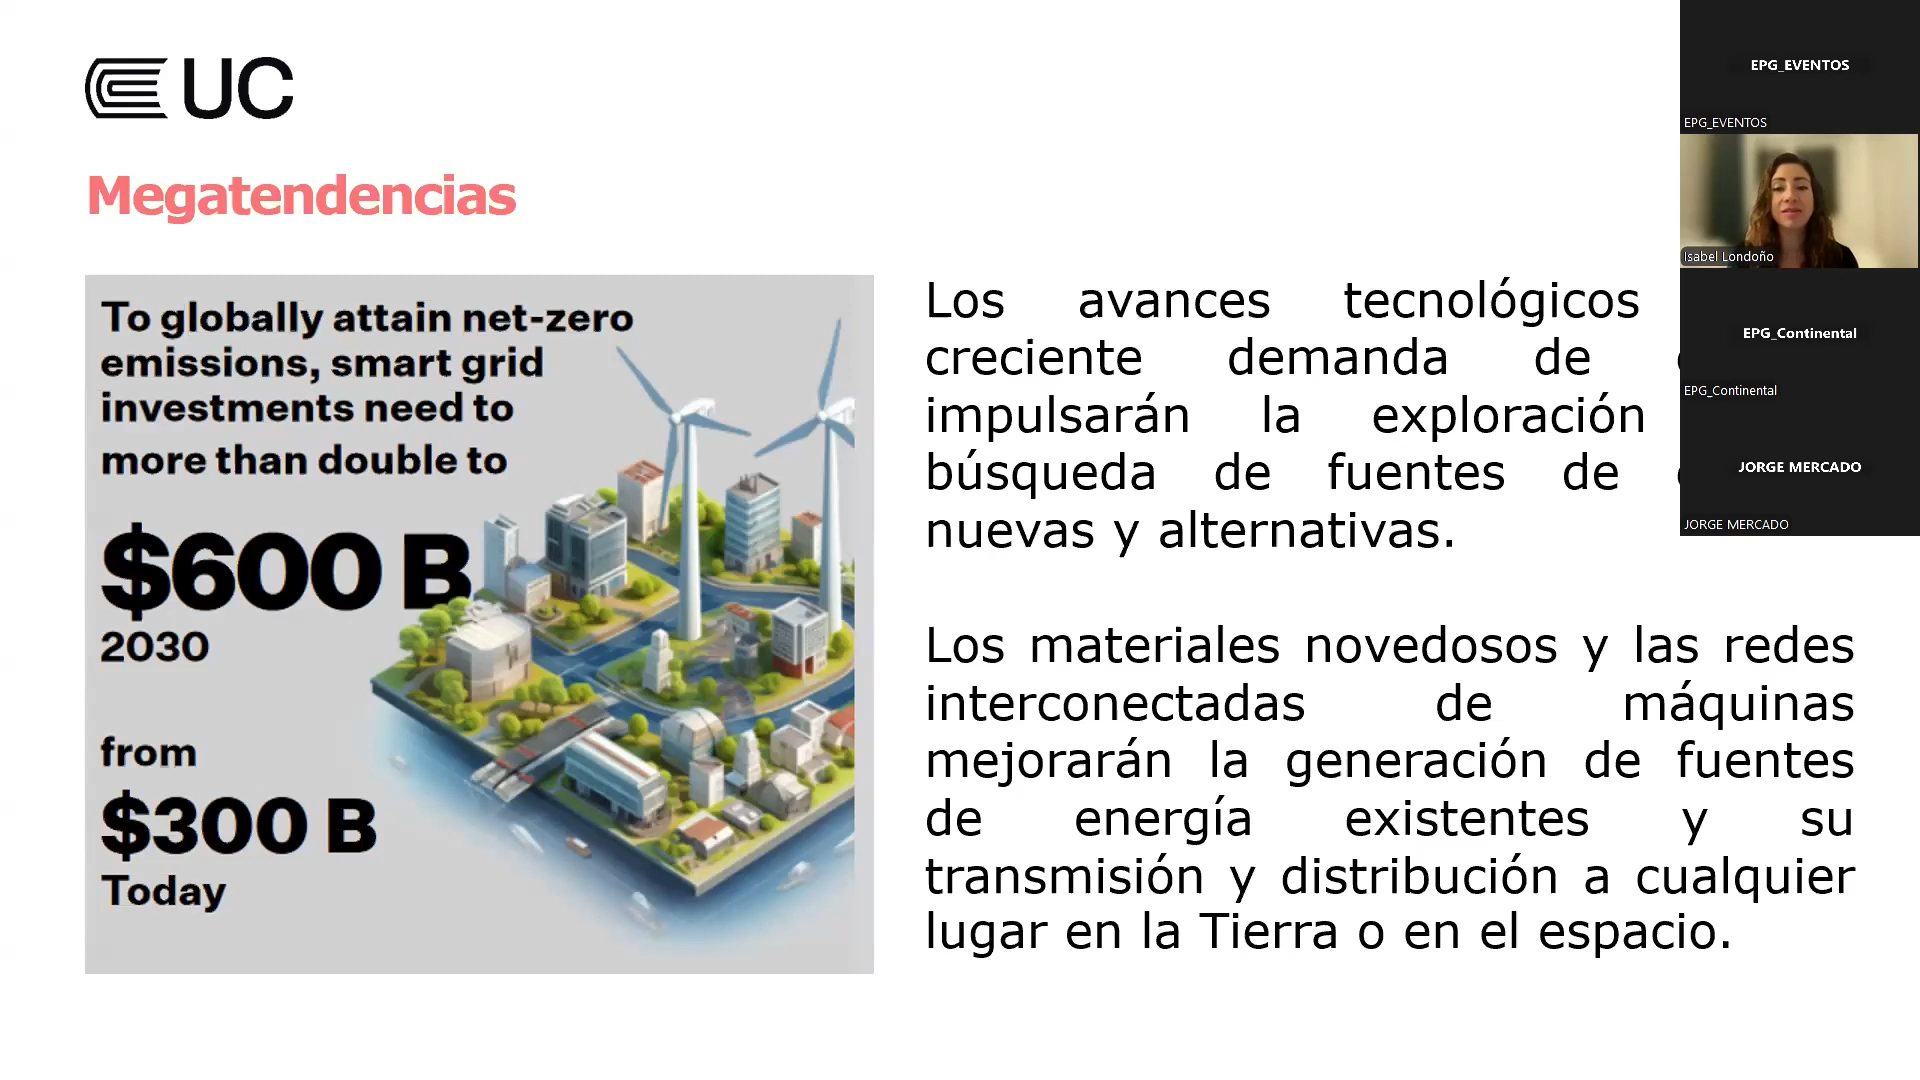 UC
Megatendencias
To globally attain net-zero
emissions, smart grid
investments need to
more than double to
$600 B
2030
from
$300 B
Today
Los avances tecnológicos
creciente demanda de
impulsarán la exploración
búsqueda de fuentes de
nuevas y alternativas.
Los materiales novedosos y las redes
interconectadas de máquinas
mejorarán la generación de fuentes
de energía existentes y su
transmisión y distribución a cualquier
lugar en la Tierra o en el espacio.
EPG_EVENTOS
EPG_EVENTOS
Isabel Londoño
EPG_Continental
EPG_Continental
JORGE MERCADO
JORGE MERCADO